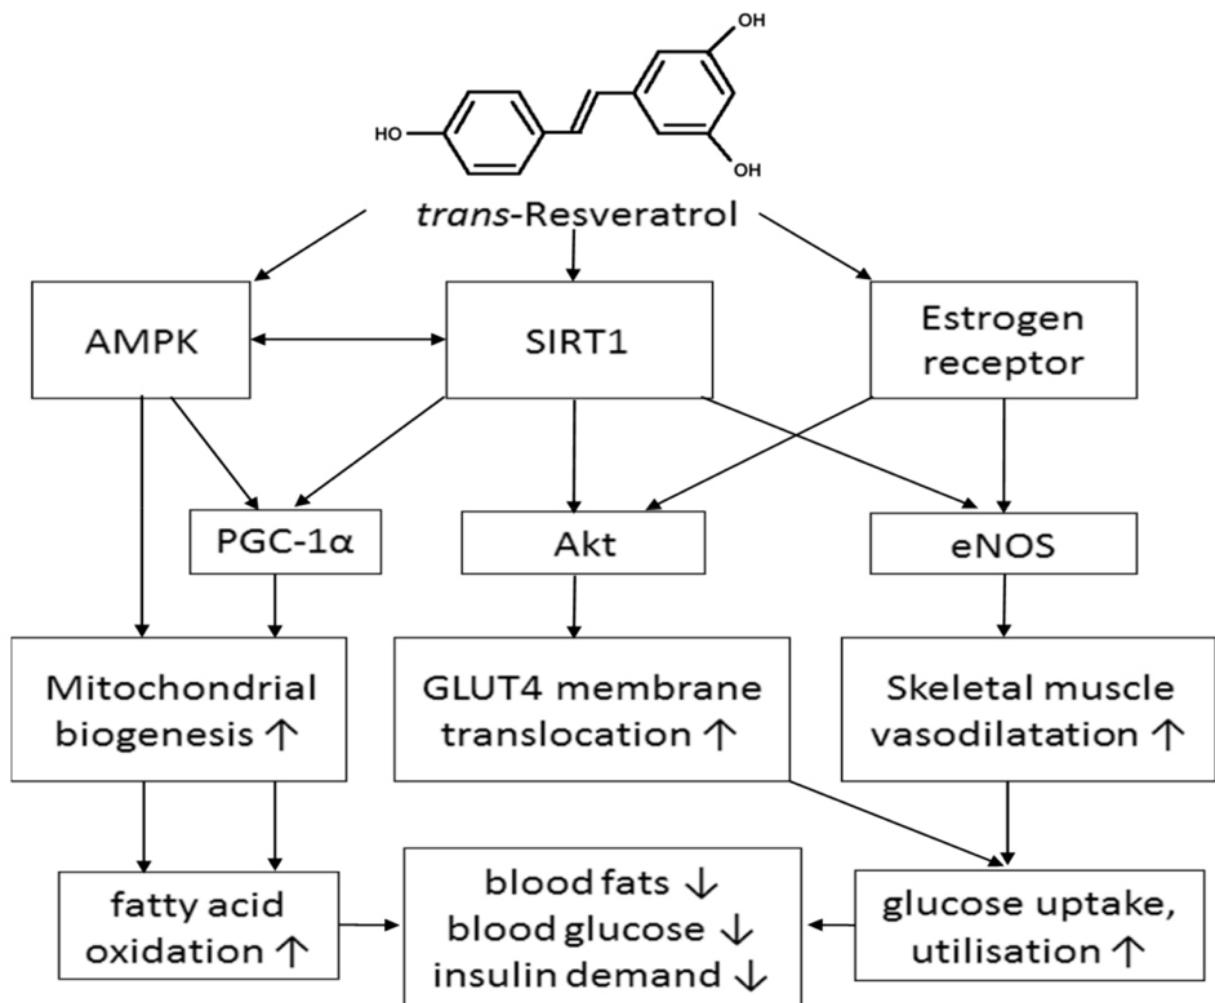 OH
HO
OH
trans-Resveratrol
AMPK
SIRT1
Estrogen
receptor
PGC-1α
Akt
eNOS
Mitochondrial
biogenesis ↑
GLUT4 membrane
translocation ↑
Skeletal muscle
vasodilatation ↑
fatty acid
oxidation ↑
blood fats ↓
blood glucose ↓
insulin demand ↓
glucose uptake,
utilisation ↑